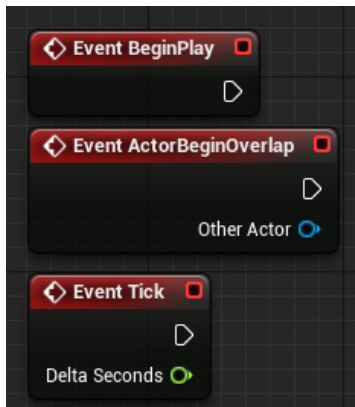 Event BeginPlay
Event ActorBeginOverlap
Other Actor
Event Tick
Delta Seconds